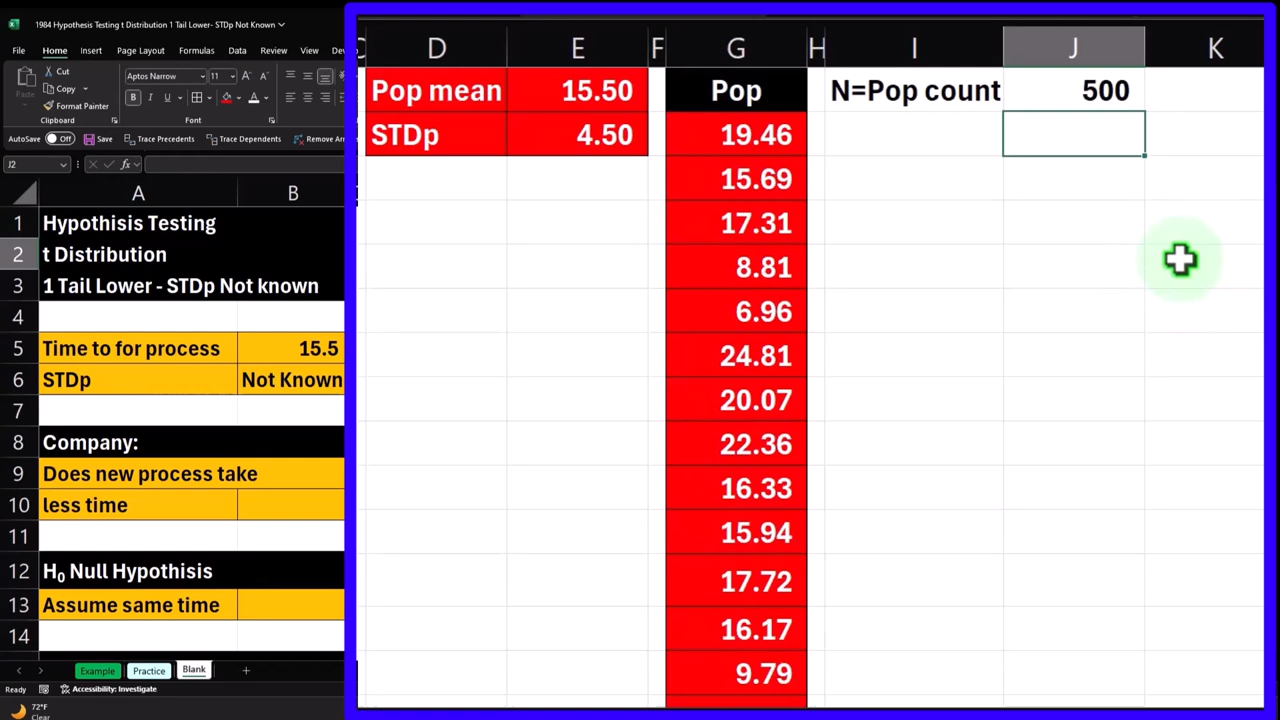 1984 Hypothesis Testing t Distribution 1 Tail Lower- STDp Not Known
File Home Insert Page Layout Formulas Data Review View
Cut
Copy
Format Painter
Paste
Clipboard
Aptos Narrow 11
Font
AutoSave Off Save Trace Precedents Trace Dependents Remove Arrow
J2
fx
A B
1 Hypothisis Testing
2 t Distribution
3 1 Tail Lower - STDp Not known
4
5 Time to for process 15.5
6 STDp Not Known
7
8 Company:
9 Does new process take
10 less time
11
12 H₀ Null Hypothisis
13 Assume same time
14
Example Practice Blank +
Ready Accessibility: Investigate
72°F
Clear
D E F G H I J K
Pop mean 15.50 Pop N=Pop count 500
STDp 4.50 19.46
15.69
17.31
8.81
6.96
24.81
20.07
22.36
16.33
15.94
17.72
16.17
9.79